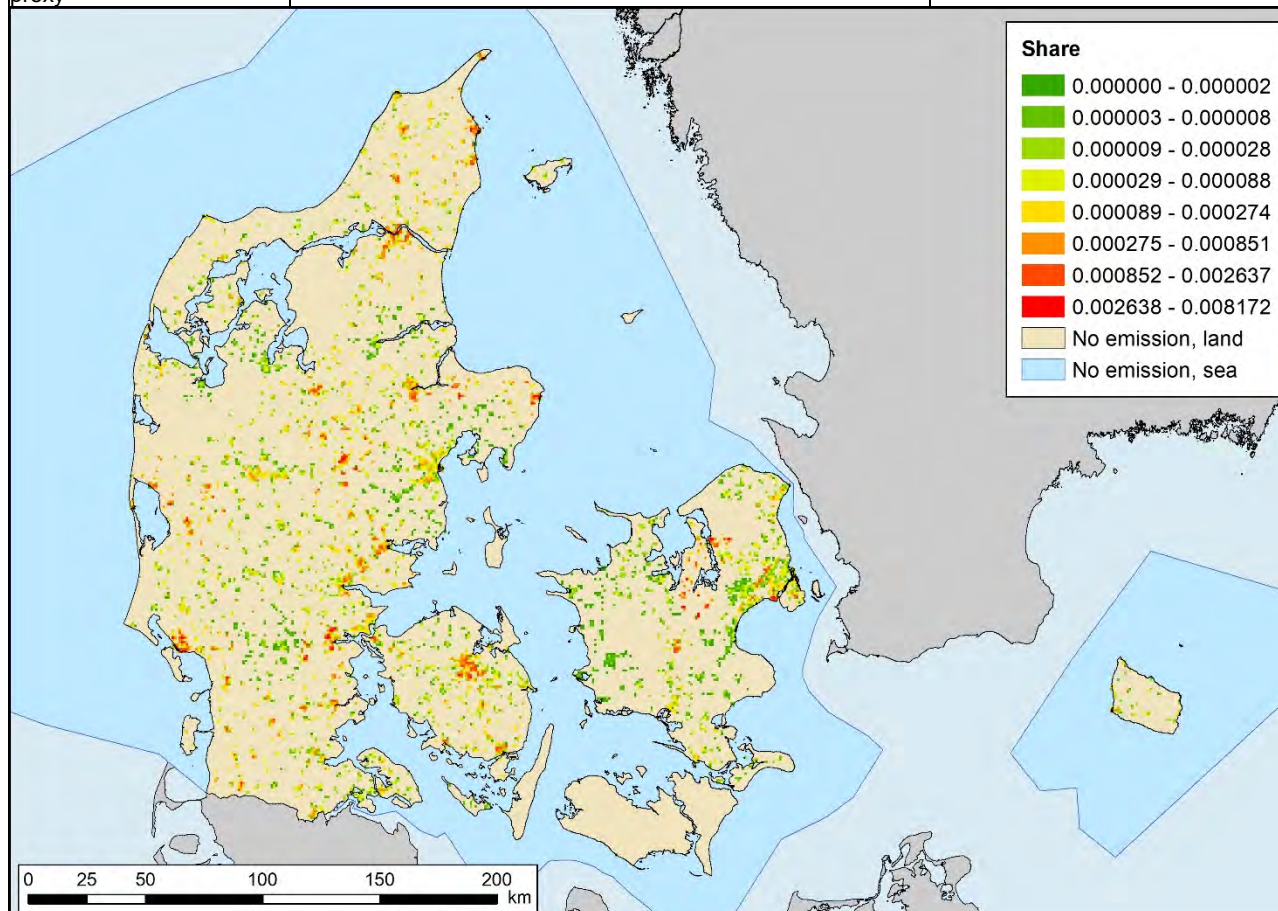 proxy
Share
0.000000 - 0.000002
0.000003 - 0.000008
0.000009 - 0.000028
0.000029 - 0.000088
0.000089 - 0.000274
0.000275 - 0.000851
0.000852 - 0.002637
0.002638 - 0.008172
No emission, land
No emission, sea
0 25 50 100 150 200
km